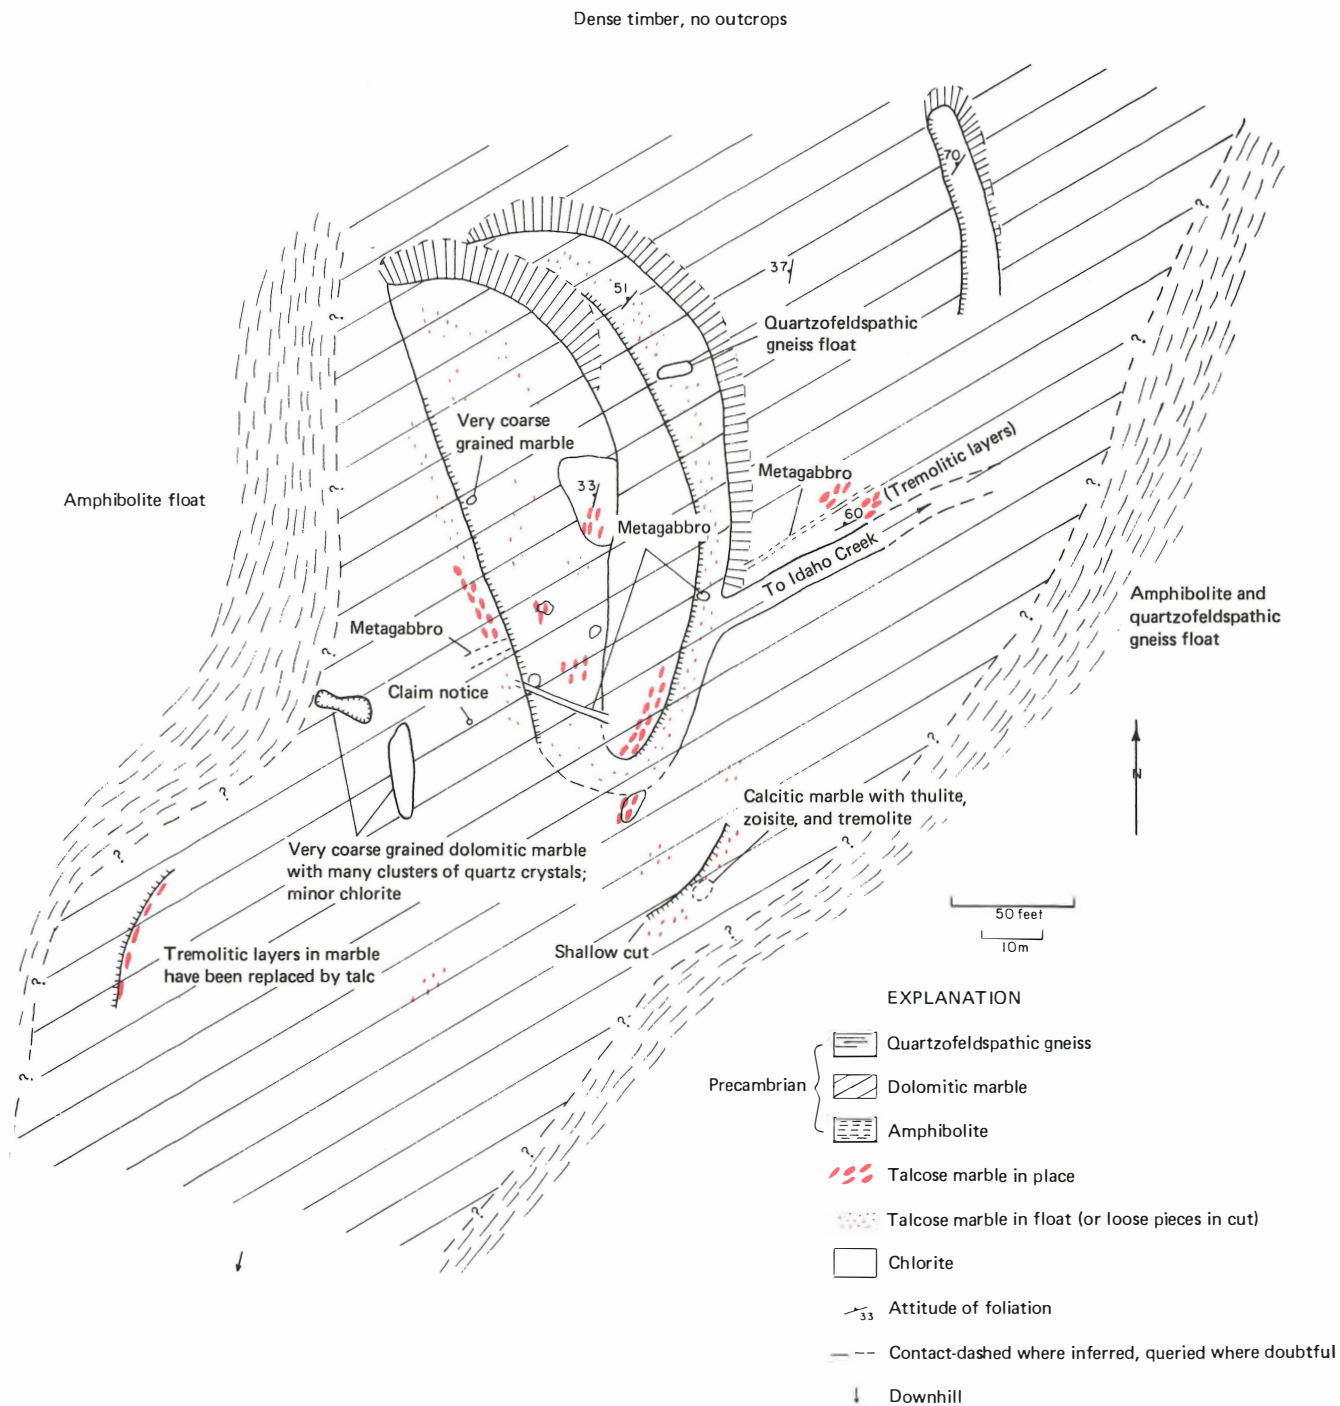 Dense timber, no outcrops
70
37
51
Quartzofeldspathic
gneiss float
?
?
?
Very coarse
grained marble
33
Metagabbro
(Tremolitic layers)
60
To Idaho Creek
Amphibolite float
?
?
Metagabbro
Amphibolite and
quartzofeldspathic
gneiss float
?
Metagabbro
?
Claim notice
?
N
?
Calcitic marble with thulite,
zoisite, and tremolite
?
?
Very coarse grained dolomitic marble
with many clusters of quartz crystals;
minor chlorite
50 feet
10m
?
Shallow cut
Tremolitic layers in marble
have been replaced by talc
?
?
?
?
?
EXPLANATION
Precambrian
Quartzofeldspathic gneiss
Dolomitic marble
Amphibolite
Talcose marble in place
Talcose marble in float (or loose pieces in cut)
Chlorite
33
Attitude of foliation
Contact-dashed where inferred, queried where doubtful
Downhill